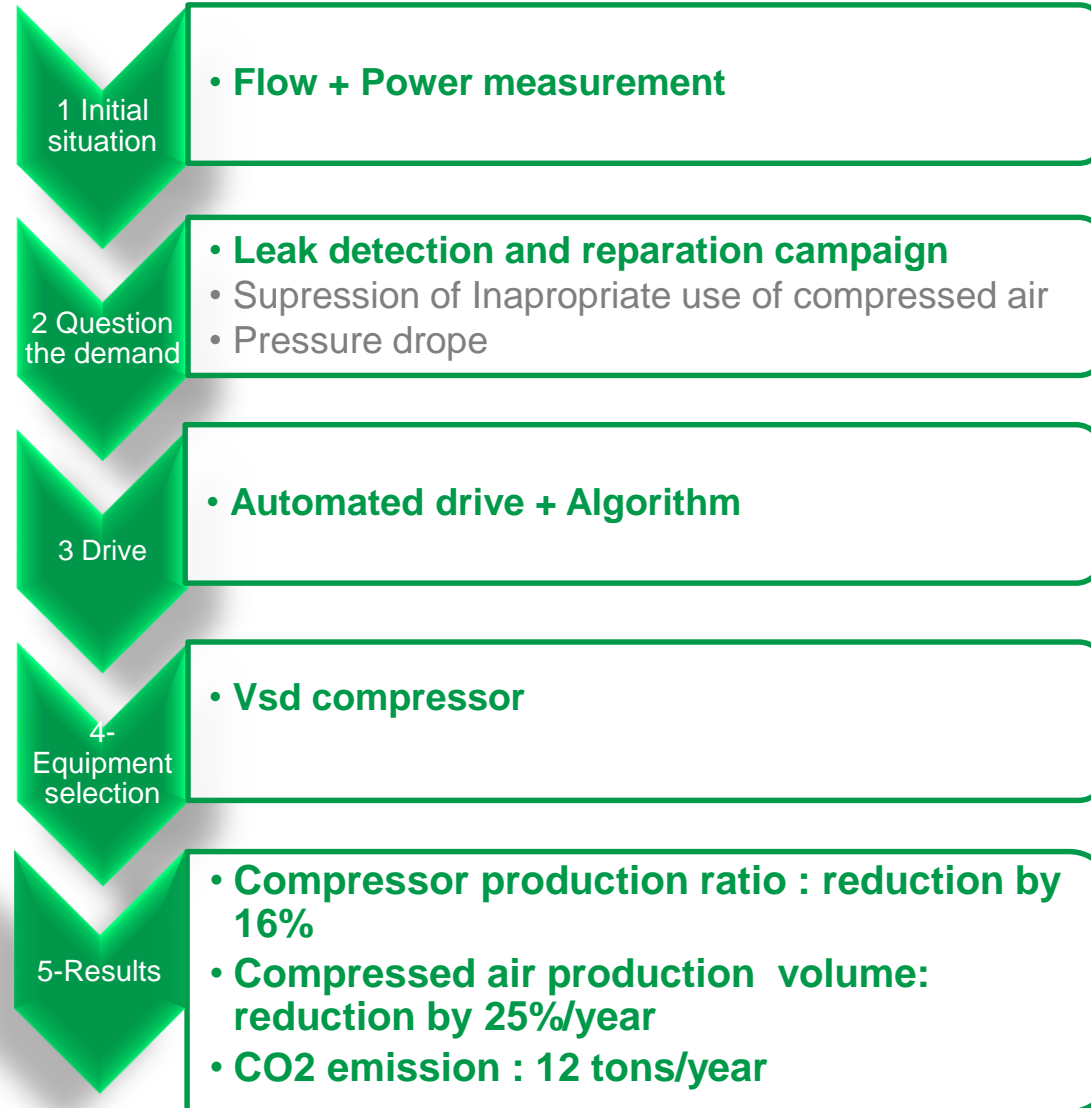 1 Initial
situation
• Flow + Power measurement
2 Question
the demand
• Leak detection and reparation campaign
• Supression of Inapropriate use of compressed air
• Pressure drope
3 Drive
• Automated drive + Algorithm
4-
Equipment
selection
• Vsd compressor
5-Results
• Compressor production ratio : reduction by
16%
• Compressed air production volume:
reduction by 25%/year
• CO2 emission : 12 tons/year